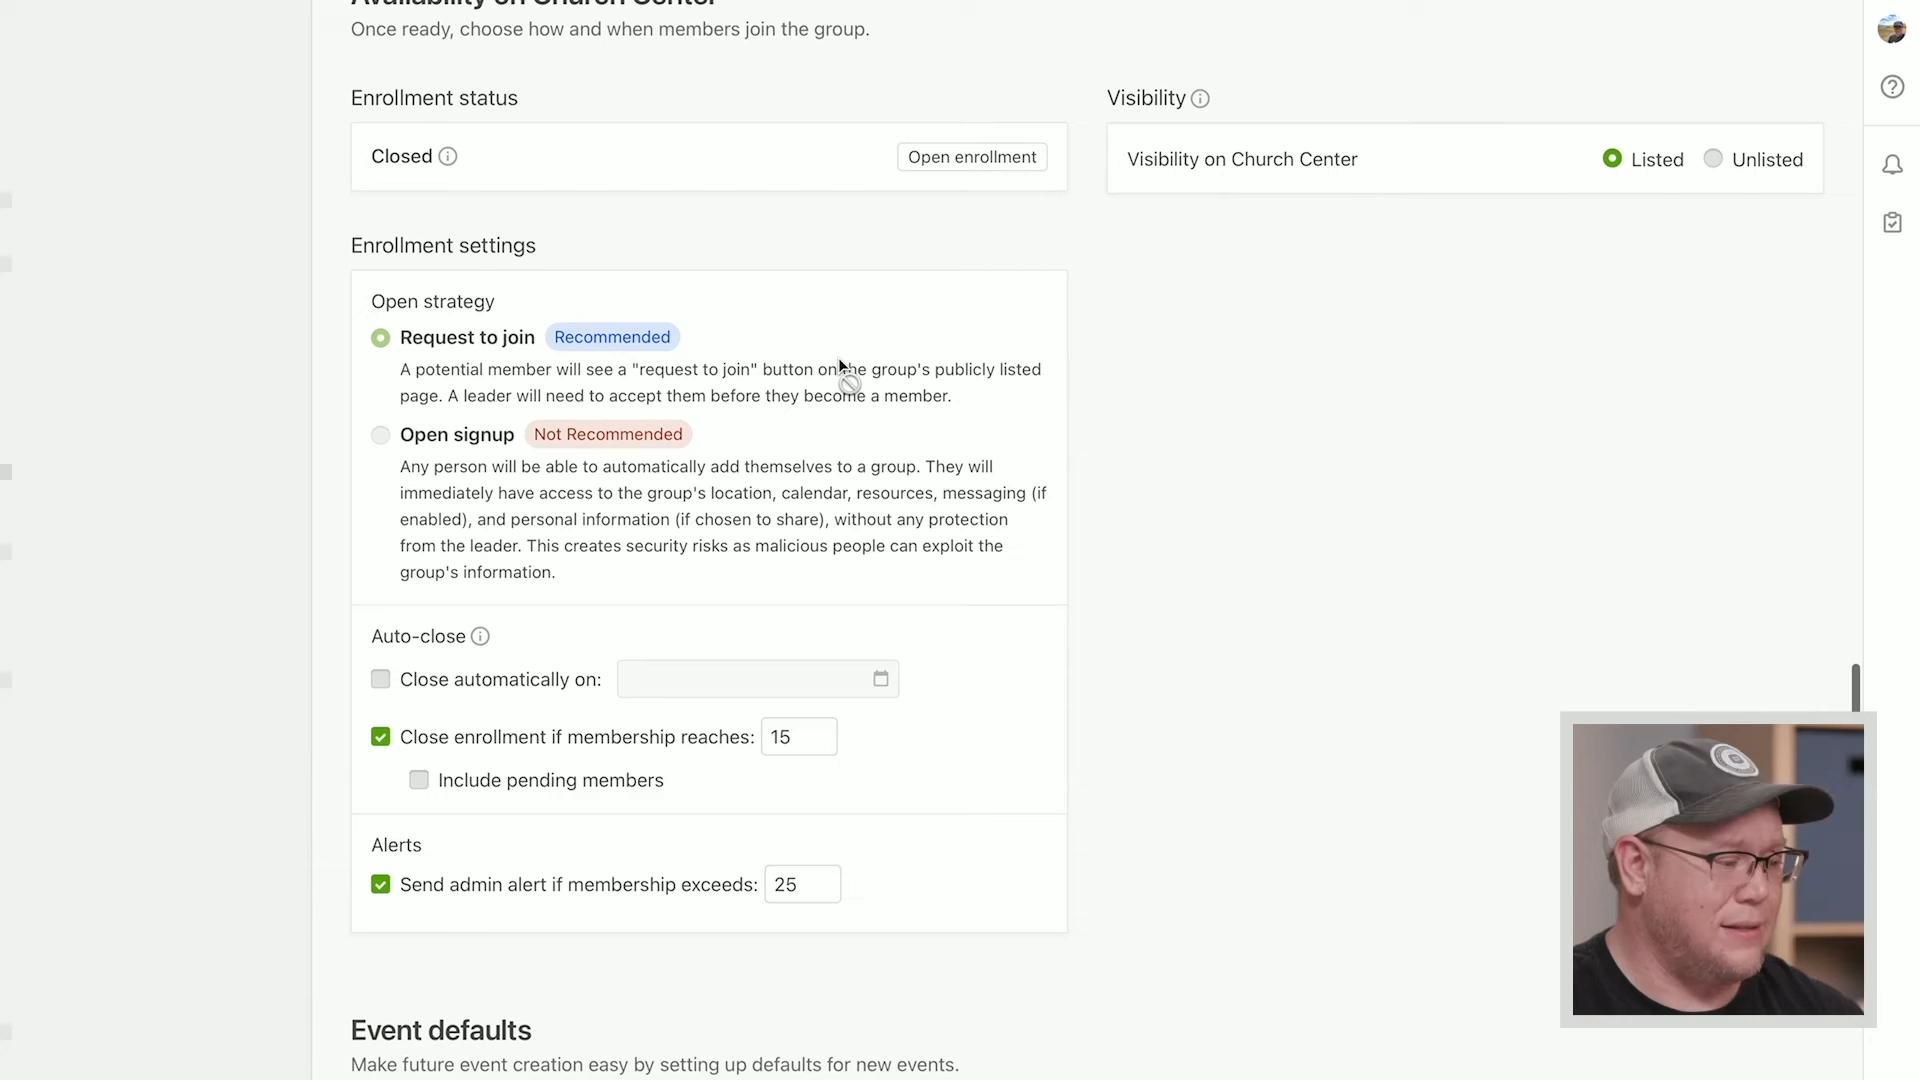 Availability on Church Center
Once ready, choose how and when members join the group.
Enrollment status
Closed
Open enrollment
Visibility
Visibility on Church Center
Listed
Unlisted
Enrollment settings
Open strategy
Request to join Recommended
A potential member will see a "request to join" button on the group's publicly listed
page. A leader will need to accept them before they become a member.
Open signup Not Recommended
Any person will be able to automatically add themselves to a group. They will
immediately have access to the group's location, calendar, resources, messaging (if
enabled), and personal information (if chosen to share), without any protection
from the leader. This creates security risks as malicious people can exploit the
group's information.
Auto-close
Close automatically on:
Close enrollment if membership reaches: 15
Include pending members
Alerts
Send admin alert if membership exceeds: 25
Event defaults
Make future event creation easy by setting up defaults for new events.